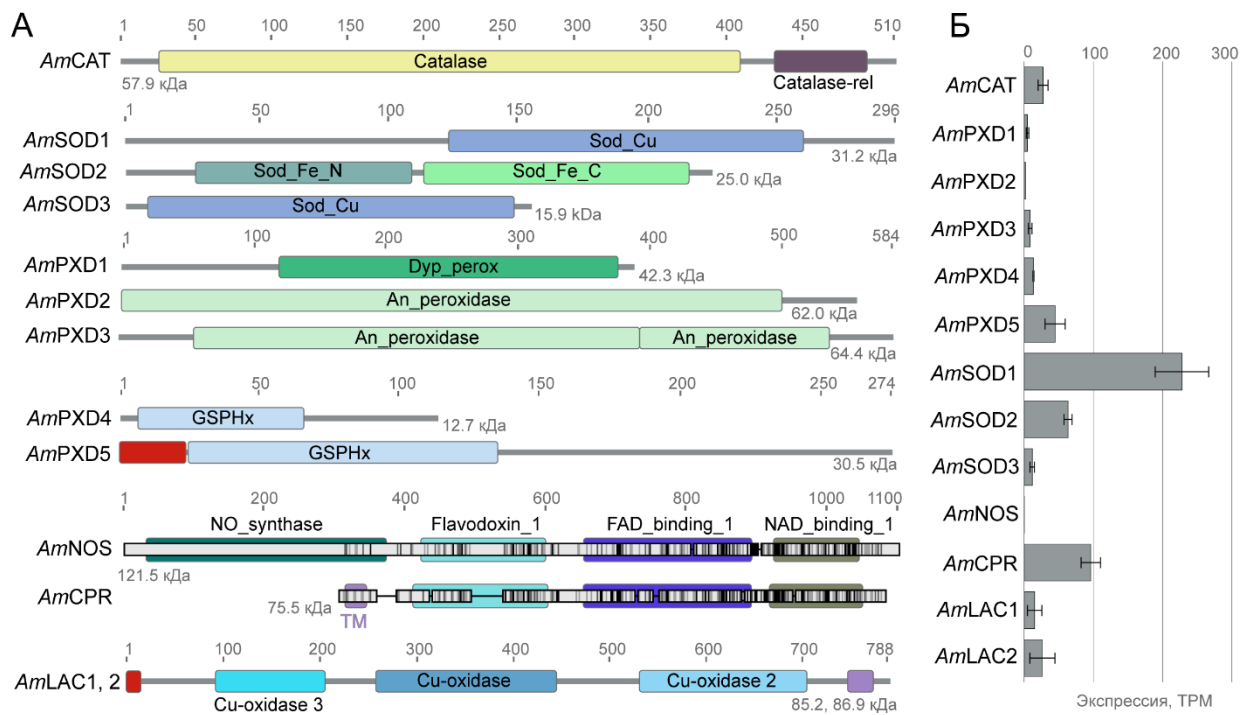 А
1 50 100 150 200 250 300 350 400 450 510
AmCAT
Catalase
57.9 кДа
Catalase-rel
1 50 100 150 200 250 296
AmSOD1
Sod_Cu
31.2 кДа
AmSOD2
Sod_Fe_N
Sod_Fe_C
25.0 кДа
AmSOD3
Sod_Cu
15.9 kDa
1 100 200 300 400 500 584
AmPXD1
Dyp_perox
42.3 кДа
AmPXD2
An_peroxidase
62.0 кДа
AmPXD3
An_peroxidase
An_peroxidase
64.4 кДа
1 50 100 150 200 250 274
AmPXD4
GSPHx
12.7 кДа
AmPXD5
GSPHx
30.5 кДа
1 200 400 600 800 1000 1100
NO_synthase Flavodoxin_1 FAD_binding_1 NAD_binding_1
AmNOS
121.5 кДа
AmCPR
75.5 кДа
TM
1 100 200 300 400 500 600 700 788
AmLAC1, 2
Cu-oxidase
Cu-oxidase 2
Cu-oxidase 3
85.2, 86.9 кДа
Б
0 100 200 300
AmCAT
AmPXD1
AmPXD2
AmPXD3
AmPXD4
AmPXD5
AmSOD1
AmSOD2
AmSOD3
AmNOS
AmCPR
AmLAC1
AmLAC2
Экспрессия, TPM